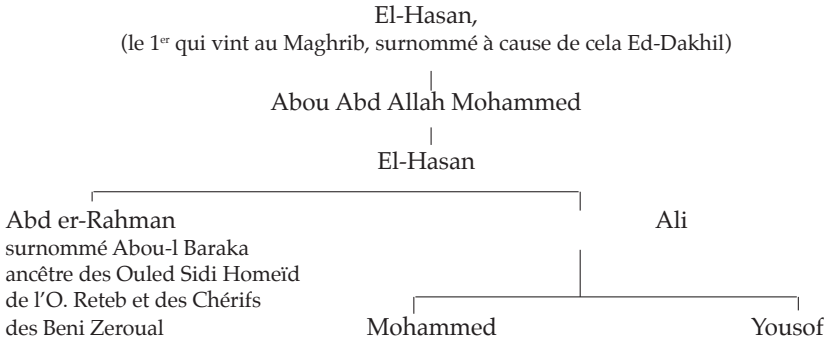 El-Hasan,
(le 1er qui vint au Maghrib, surnommé à cause de cela Ed-Dakhil)
Abou Abd Allah Mohammed
El-Hasan
Abd er-Rahman
surnommé Abou-l Baraka
ancêtre des Ouled Sidi Homeïd
de l'O. Reteb et des Chérifs
des Beni Zeroual
Ali
Mohammed
Yousof